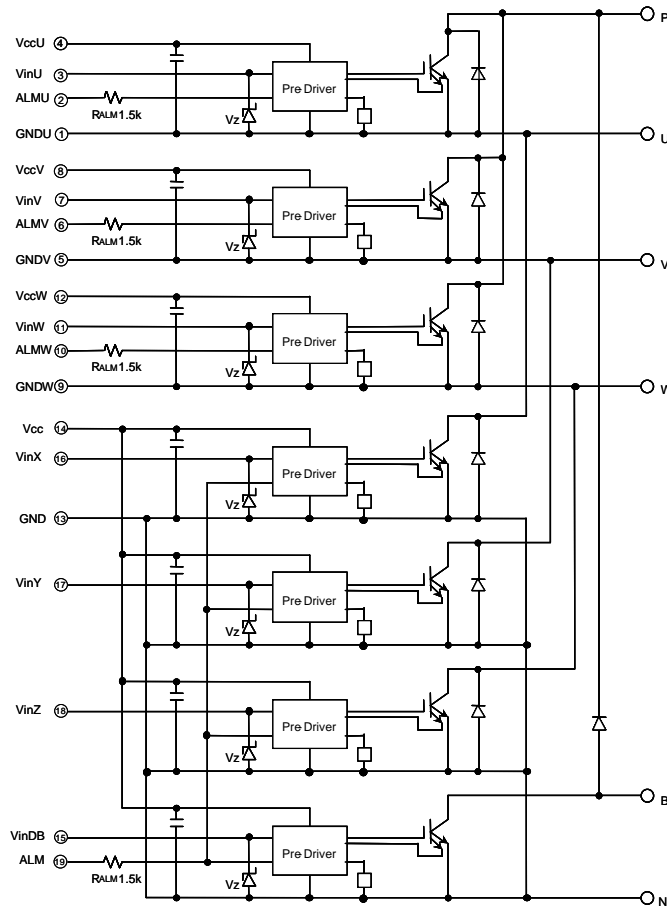 P
VccU ④
VinU ③
Pre Driver
ALMU ②
RALM1.5k
Vz
GNDU ①
U
VccV ⑧
VinV ⑦
Pre Driver
ALMV ⑥
RALM1.5k
Vz
GNDV ⑤
V
VccW ⑫
VinW ⑪
Pre Driver
ALMW ⑩
RALM1.5k
Vz
GNDW ⑨
W
Vcc ⑭
VinX ⑯
Pre Driver
Vz
GND ⑬
VinY ⑰
Pre Driver
Vz
VinZ ⑱
Pre Driver
Vz
B
VinDB ⑮
Pre Driver
ALM ⑲
RALM1.5k
Vz
N